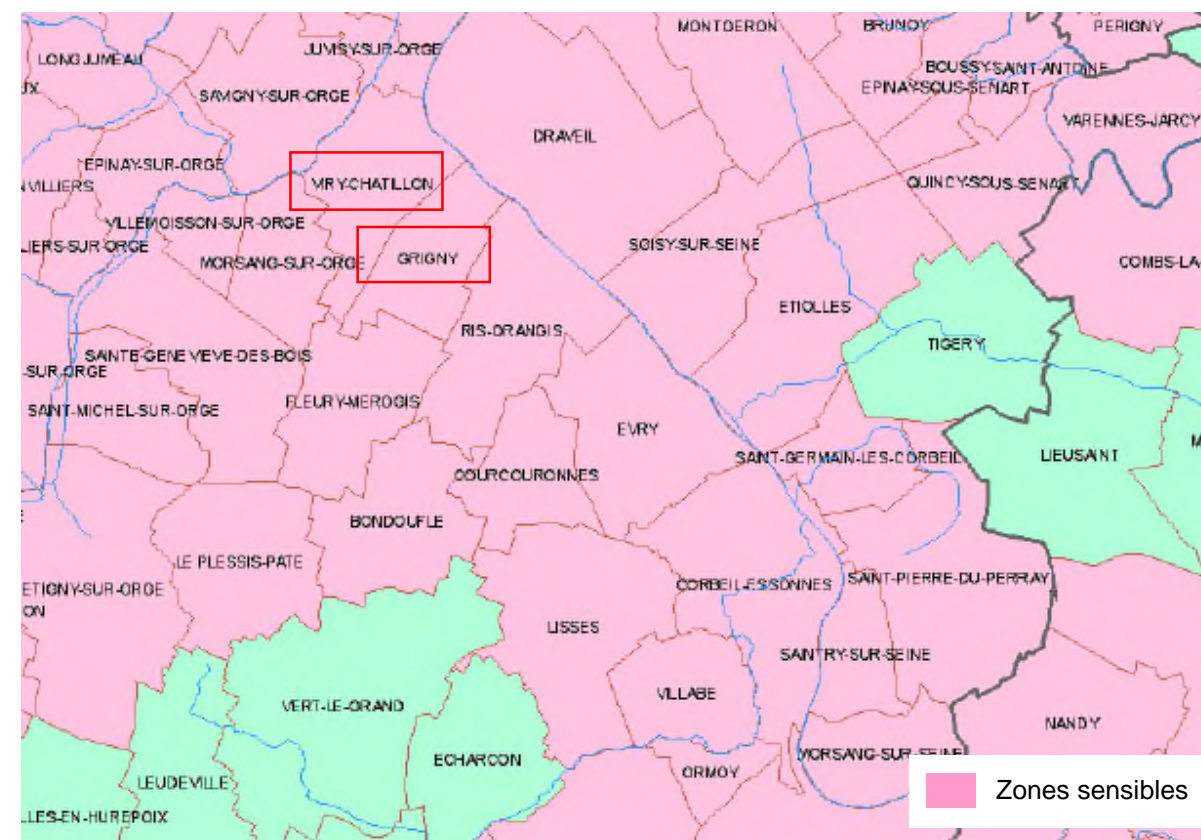 MONTGERON
BRUNOY
PERIGNY
JUVISY-SUR-ORGE
LONGJUMEAU
BOUSSY-SAINT-ANTOINE
EPINAY-SOUS-SENART
UX
SAVIGNY-SUR-ORGE
VARENNES-JARCY
DRAVEIL
EPINAY-SUR-ORGE
VIRY-CHATILLON
QUINCY-SOUS-SENART
NVILLIERS
VILLEMOISSON-SUR-ORGE
LIERS-SUR-ORGE
SOISY-SUR-SEINE
GRIGNY
MORSANG-SUR-ORGE
COMBS-LA-
ETIOLLES
RIS-ORANGIS
TIGERY
SAINTE-GENEVIEVE-DES-BOIS
-SUR-ORGE
FLEURY-MEROGIS
SAINT-MICHEL-SUR-ORGE
EVRY
M
SAINT-GERMAIN-LES-CORBEIL
LIEUSAINT
COURCOURONNES
BONDOUFLE
LE PLESSIS-PATE
CORBEIL-ESSONNES
SAINT-PIERRE-DU-PERRAY
ETIGNY-SUR-ORGE
ON
LISSES
SAINTRY-SUR-SEINE
VILLABE
VERT-LE-GRAND
NANDY
ECHARCON
MORSANG-SUR-SEINE
ORMOY
LEUDEVILLE
Zones sensibles
LLES-EN-HUREPOIX